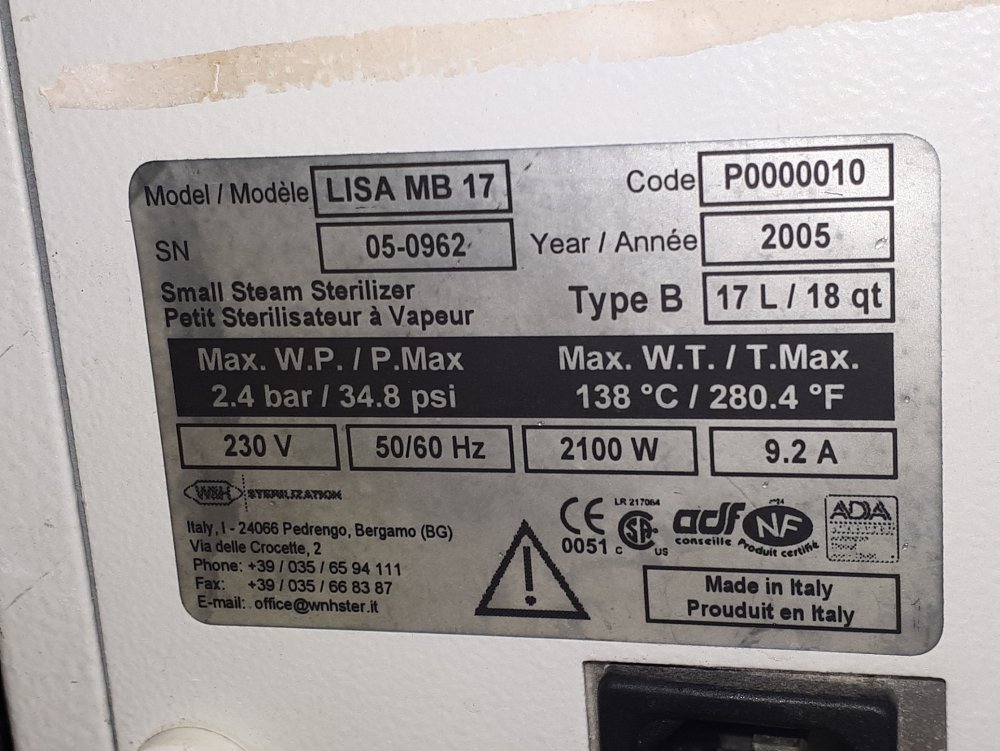 Model / Modèle LISA MB 17 Code P0000010
SN 05-0962 Year / Année 2005
Small Steam Sterilizer
Petit Sterilisateur à Vapeur
Type B 17 L / 18 qt
Max. W.P. / P.Max Max. W.T. / T.Max.
2.4 bar / 34.8 psi 138 °C / 280.4 °F
230 V 50/60 Hz 2100 W 9.2 A
W&H STERILIZATION
Italy, I - 24066 Pedrengo, Bergamo (BG)
Via delle Crocette, 2
Phone: +39 / 035 / 65 94 111
Fax: +39 / 035 / 66 83 87
E-mail: office@wnhster.it
CE
0051
LR 217064
C SA US
adf
conseille
NF
Produit certifié
ADA
Made in Italy
Prouduit en Italy